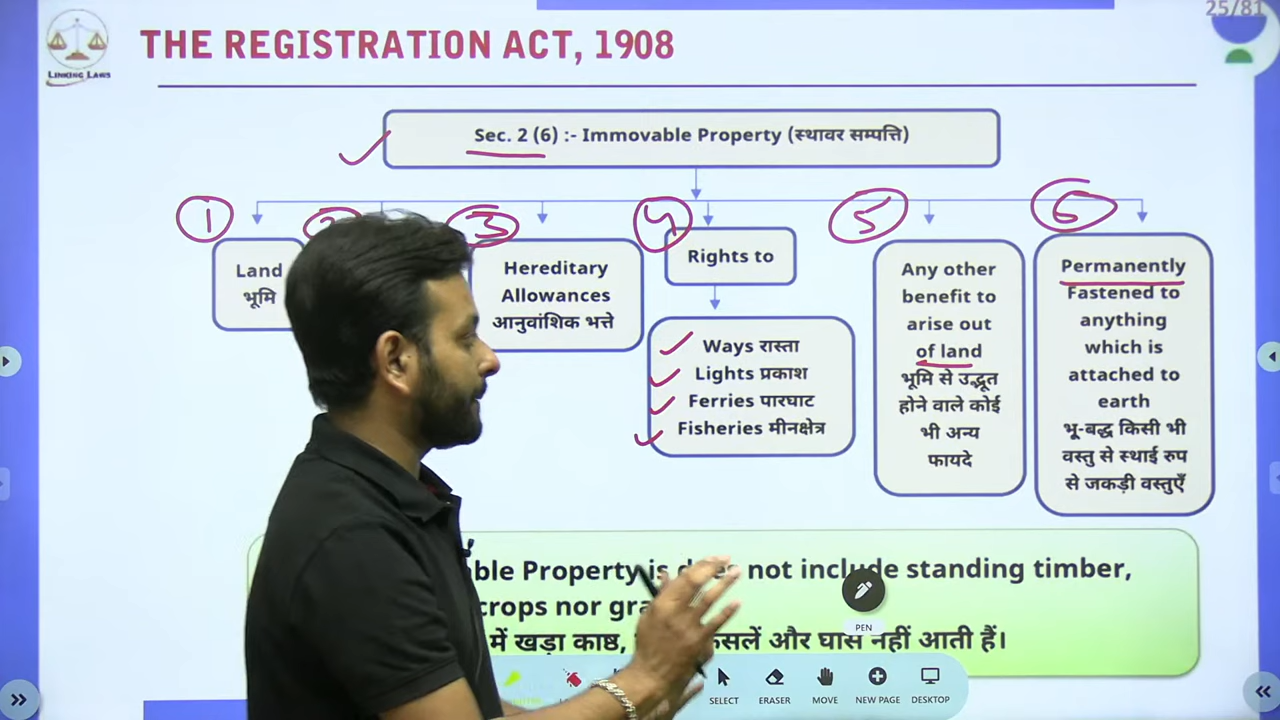 25/81
LINKING LAWS
THE REGISTRATION ACT, 1908
Sec. 2 (6) :- Immovable Property (स्थावर सम्पत्ति)
1
3
4
5
6
Land
भूमि
Hereditary
Allowances
आनुवांशिक भत्ते
Rights to
Ways रास्ता
Lights प्रकाश
Ferries पारघाट
Fisheries मीनक्षेत्र
Any other
benefit to
arise out
of land
भूमि से उद्भूत
होने वाले कोई
भी अन्य
फायदे
Permanently
Fastened to
anything
which is
attached to
earth
भू-बद्ध किसी भी
वस्तु से स्थाई रुप
से जकड़ी वस्तुएँ
Property is does not include standing timber,
crops nor
में खड़ा काष्ठ, और घास नहीं आती हैं।
PEN
SELECT
ERASER
MOVE
NEW PAGE
DESKTOP